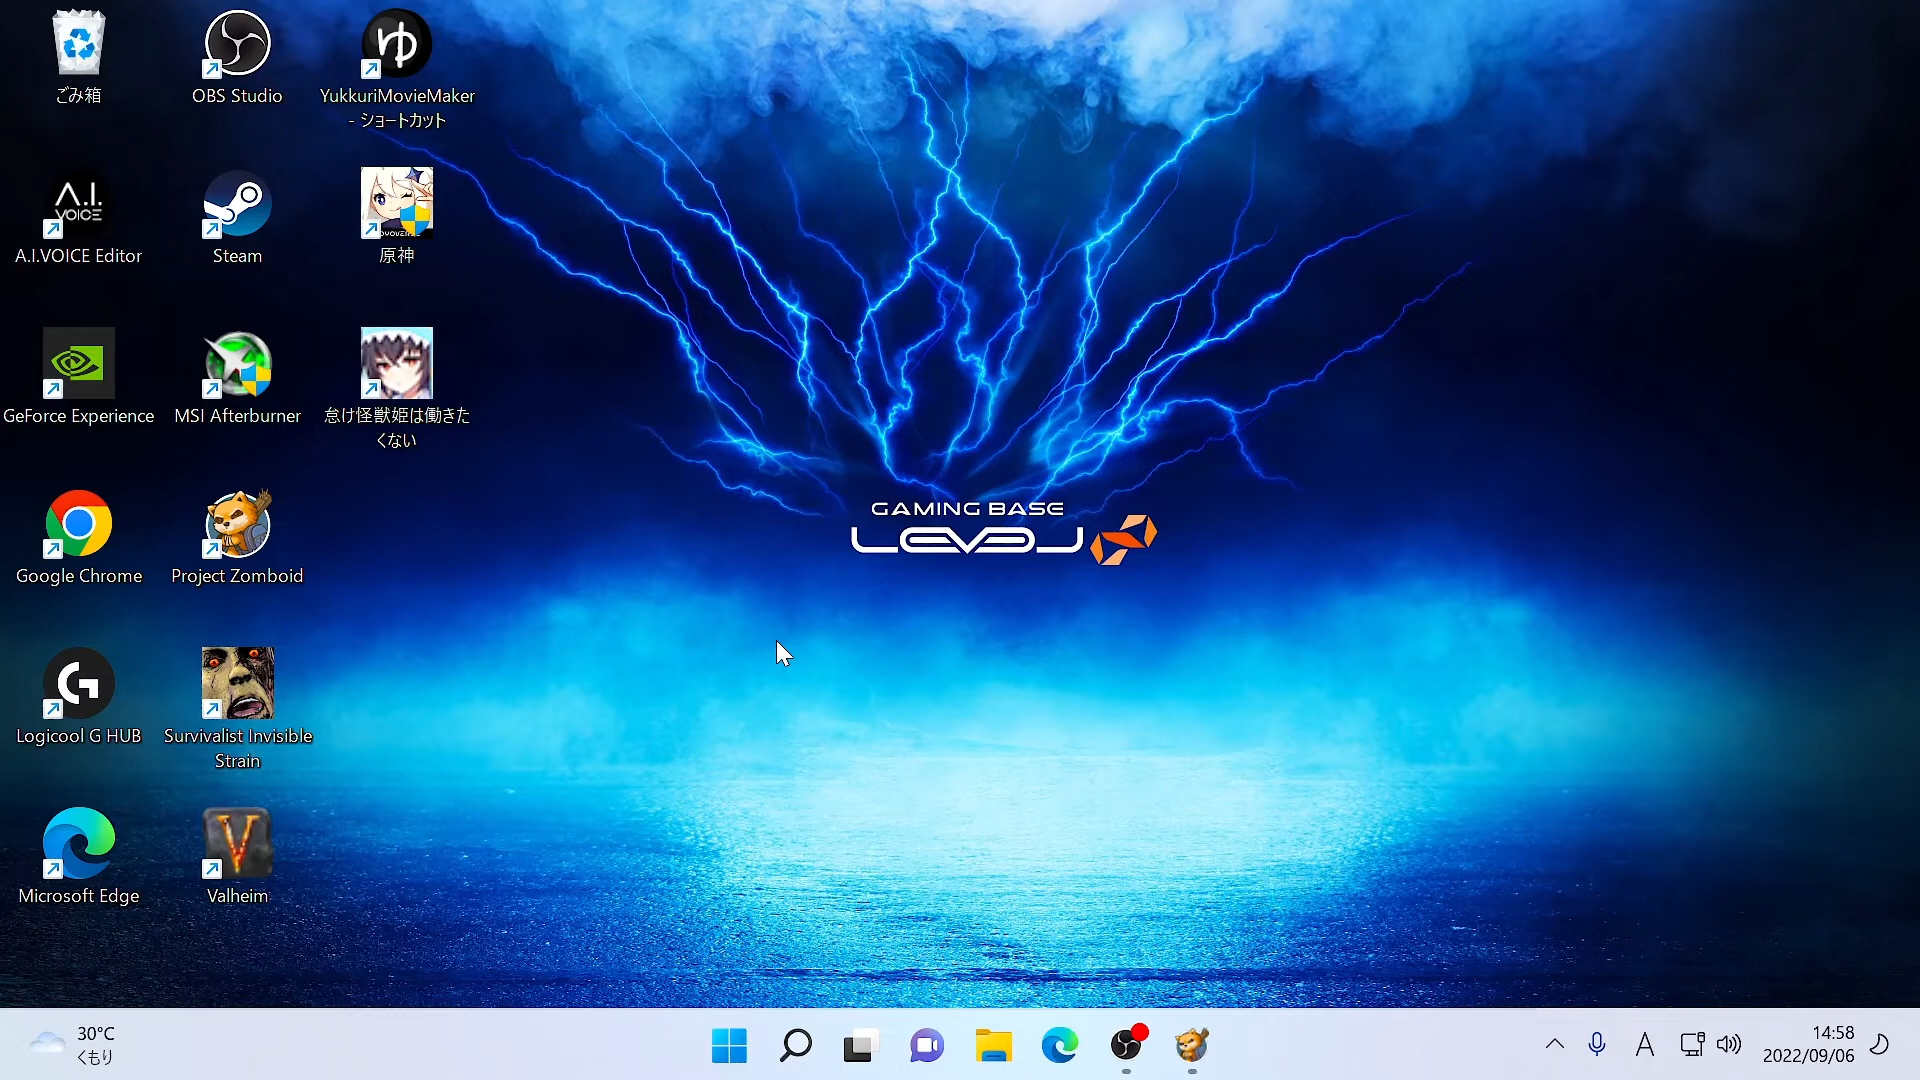 ごみ箱
OBS Studio
YukkuriMovieMaker
- ショートカット
A.I.
VOICE
A.I.VOICE Editor
Steam
原神
GeForce Experience
MSI Afterburner
怠け怪獣姫は働きた
くない
Google Chrome
Project Zomboid
GAMING BASE
LEVEL
Logicool G HUB
Survivalist Invisible
Strain
Microsoft Edge
Valheim
30°C
くもり
A
14:58
2022/09/06